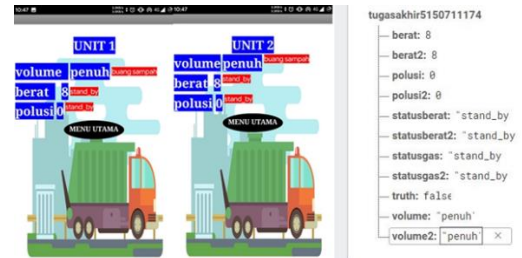 10:47
10:47
UNIT 1
volume penuh buang sampah
berat 8 stand_by
polusi 0 stand_by
MENU UTAMA
UNIT 2
volume penuh buang sampah
berat 8 stand_by
polusi 0 stand_by
MENU UTAMA
tugasakhir5150711174
berat: 8
berat2: 8
polusi: 0
polusi2: 0
statusberat: "stand_by
statusberat2: "stand_by
statusgas: "stand_by
statusgas2: "stand_by
truth: false
volume: "penuh"
volume2: "penuh" ×